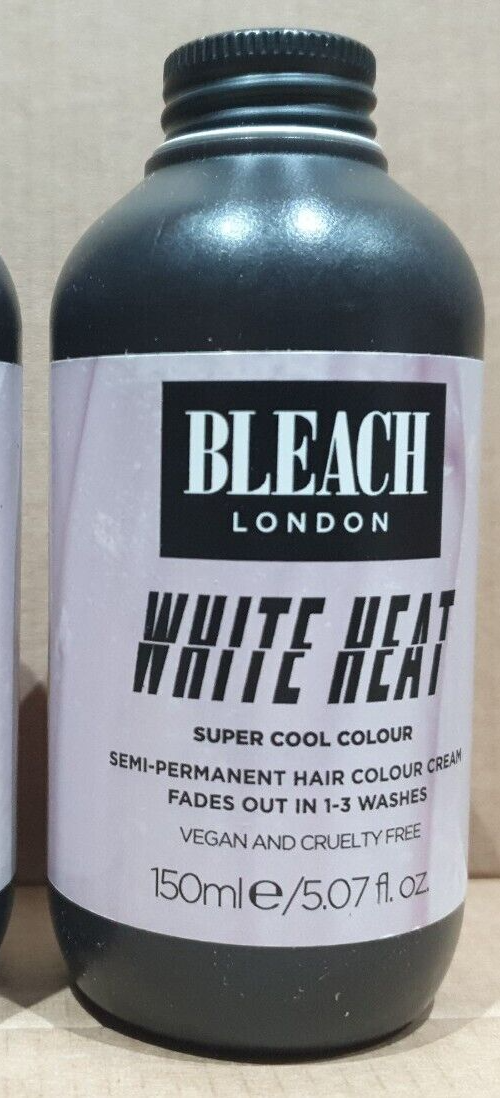 BLEACH
LONDON
WHITE HEAT
SUPER COOL COLOUR
SEMI-PERMANENT HAIR COLOUR CREAM
FADES OUT IN 1-3 WASHES
VEGAN AND CRUELTY FREE
150ml℮/5.07 fl. oz.